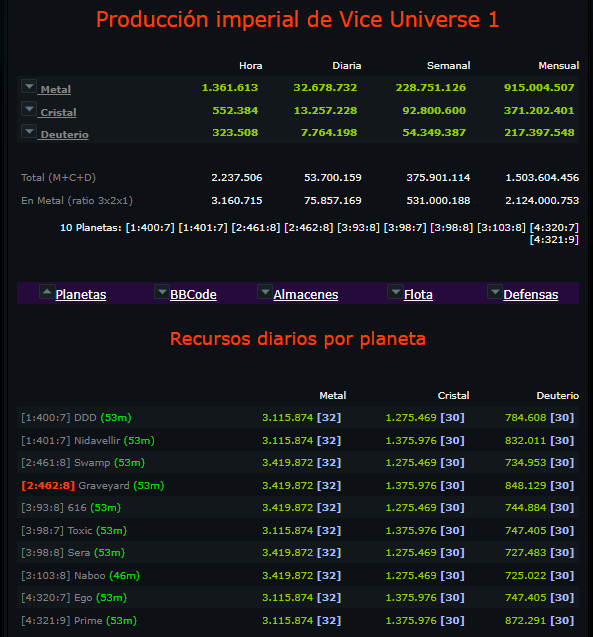 Producción imperial de Vice Universe 1
Hora Diaria Semanal Mensual
Metal 1.361.613 32.678.732 228.751.126 915.004.507
Cristal 552.384 13.257.228 92.800.600 371.202.401
Deuterio 323.508 7.764.198 54.349.387 217.397.548
Total (M+C+D) 2.237.506 53.700.159 375.901.114 1.503.604.456
En Metal (ratio 3x2x1) 3.160.715 75.857.169 531.000.188 2.124.000.753
10 Planetas: [1:400:7] [1:401:7] [2:461:8] [2:462:8] [3:93:8] [3:98:7] [3:98:8] [3:103:8] [4:320:7]
[4:321:9]
Planetas BBCode Almacenes Flota Defensas
Recursos diarios por planeta
Metal Cristal Deuterio
[1:400:7] DDD (53m) 3.115.874 [32] 1.275.469 [30] 784.608 [30]
[1:401:7] Nidavellir (53m) 3.115.874 [32] 1.375.976 [30] 832.011 [30]
[2:461:8] Swamp (53m) 3.419.872 [32] 1.275.469 [30] 734.953 [30]
[2:462:8] Graveyard (53m) 3.419.872 [32] 1.375.976 [30] 848.129 [30]
[3:93:8] 616 (53m) 3.419.872 [32] 1.375.976 [30] 744.884 [30]
[3:98:7] Toxic (53m) 3.115.874 [32] 1.375.976 [30] 747.405 [30]
[3:98:8] Sera (53m) 3.419.872 [32] 1.375.976 [30] 727.483 [30]
[3:103:8] Naboo (46m) 3.419.872 [32] 1.375.976 [30] 725.022 [30]
[4:320:7] Ego (53m) 3.115.874 [32] 1.375.976 [30] 747.405 [30]
[4:321:9] Prime (53m) 3.115.874 [32] 1.375.976 [30] 872.291 [30]